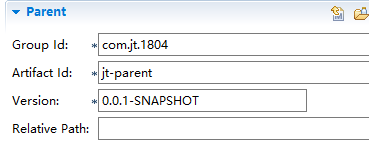 Parent
Group Id: * com.jt.1804
Artifact Id: * jt-parent
Version: * 0.0.1-SNAPSHOT
Relative Path: